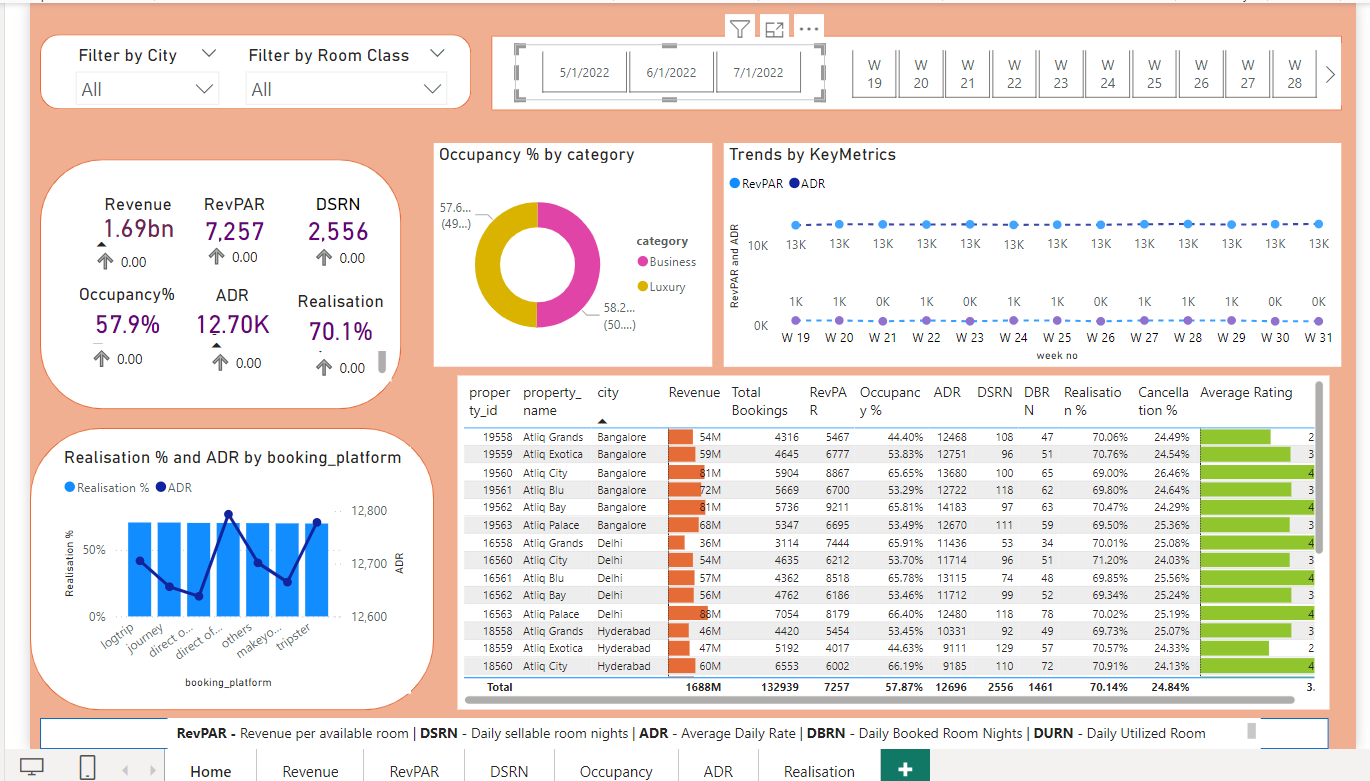 Filter by City
Filter by Room Class
All
All
5/1/2022 6/1/2022 7/1/2022
W 19 W 20 W 21 W 22 W 23 W 24 W 25 W 26 W 27 W 28
Revenue RevPAR DSRN
1.69bn 7,257 2,556
0.00 0.00 0.00
Occupancy% ADR Realisation
57.9% 12.70K 70.1%
0.00 0.00 0.00
Occupancy % by category
57.6...
(49...)
58.2...
(50....)
category
Business
Luxury
Trends by KeyMetrics
RevPAR ADR
RevPAR and ADR
10K
0K
13K 13K 13K 13K 13K 13K 13K 13K 13K 13K 13K 13K 13K
1K 1K 0K 1K 0K 1K 1K 0K 1K 1K 1K 0K 0K
W 19 W 20 W 21 W 22 W 23 W 24 W 25 W 26 W 27 W 28 W 29 W 30 W 31
week no
Realisation % and ADR by booking_platform
Realisation % ADR
Realisation %
50%
0%
12,800
12,700
12,600
ADR
logtrip journey direct o... direct of... others makeyo... tripster
booking_platform
proper ty_id property_ name city Revenue Total Bookings RevPA R Occupanc y % ADR DSRN DBR N Realisatio n % Cancella tion % Average Rating
19558 Atliq Grands Bangalore 54M 4316 5467 44.40% 12468 108 47 70.06% 24.49% 2
19559 Atliq Exotica Bangalore 59M 4645 6777 53.83% 12751 96 51 70.76% 24.54% 3
19560 Atliq City Bangalore 81M 5904 8867 65.65% 13680 100 65 69.00% 26.46% 4
19561 Atliq Blu Bangalore 72M 5669 6700 53.29% 12722 118 62 69.80% 24.64% 3
19562 Atliq Bay Bangalore 81M 5736 9211 65.81% 14183 97 63 70.47% 24.29% 4
19563 Atliq Palace Bangalore 68M 5347 6695 53.49% 12670 111 59 69.50% 25.36% 3
16558 Atliq Grands Delhi 36M 3114 7444 65.91% 11436 53 34 70.01% 25.08% 4
16560 Atliq City Delhi 54M 4635 6212 53.70% 11714 96 51 71.20% 24.03% 3
16561 Atliq Blu Delhi 57M 4362 8518 65.78% 13115 74 48 69.85% 25.56% 4
16562 Atliq Bay Delhi 56M 4762 6186 53.46% 11712 99 52 69.34% 25.24% 3
16563 Atliq Palace Delhi 88M 7054 8179 66.40% 12480 118 78 70.02% 25.19% 4
18558 Atliq Grands Hyderabad 46M 4420 5454 53.45% 10331 92 49 69.73% 25.07% 3
18559 Atliq Exotica Hyderabad 47M 5192 4017 44.63% 9111 129 57 70.57% 24.33% 2
18560 Atliq City Hyderabad 60M 6553 6002 66.19% 9185 110 72 70.91% 24.13% 4
Total 1688M 132939 7257 57.87% 12696 2556 1461 70.14% 24.84% 3.
RevPAR - Revenue per available room | DSRN - Daily sellable room nights | ADR - Average Daily Rate | DBRN - Daily Booked Room Nights | DURN - Daily Utilized Room
Home Revenue RevPAR DSRN Occupancy ADR Realisation +